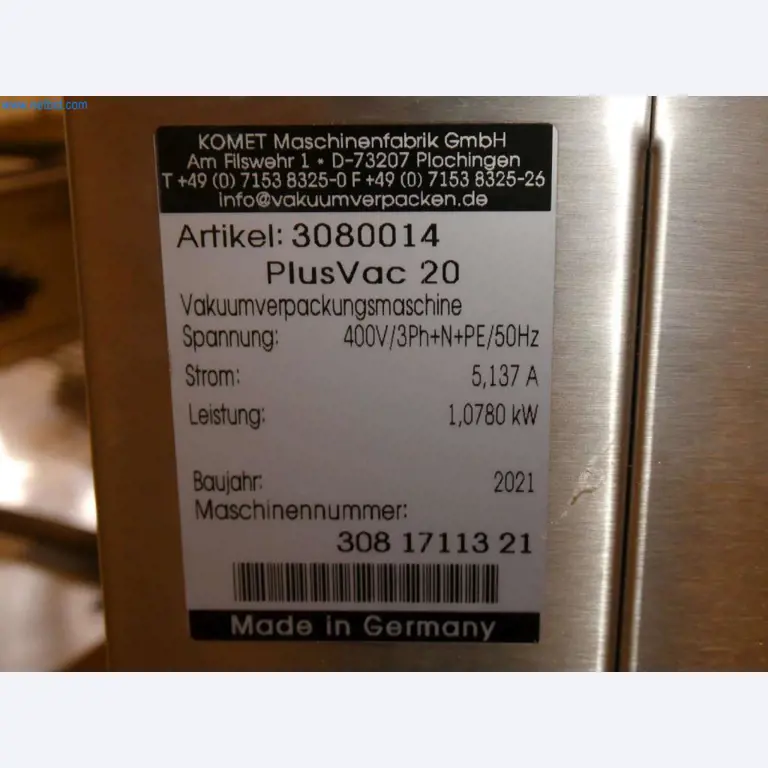 KOMET Maschinenfabrik GmbH
Am Filswehr 1 • D-73207 Plochingen
T +49 (0) 7153 8325-0 F +49 (0) 7153 8325-26
info@vakuumverpacken.de
Artikel: 3080014
PlusVac 20
Vakuumverpackungsmaschine
Spannung: 400V/3Ph+N+PE/50Hz
Strom: 5,137 A
Leistung: 1,0780 kW
Baujahr: 2021
Maschinennummer:
308 17113 21
Made in Germany